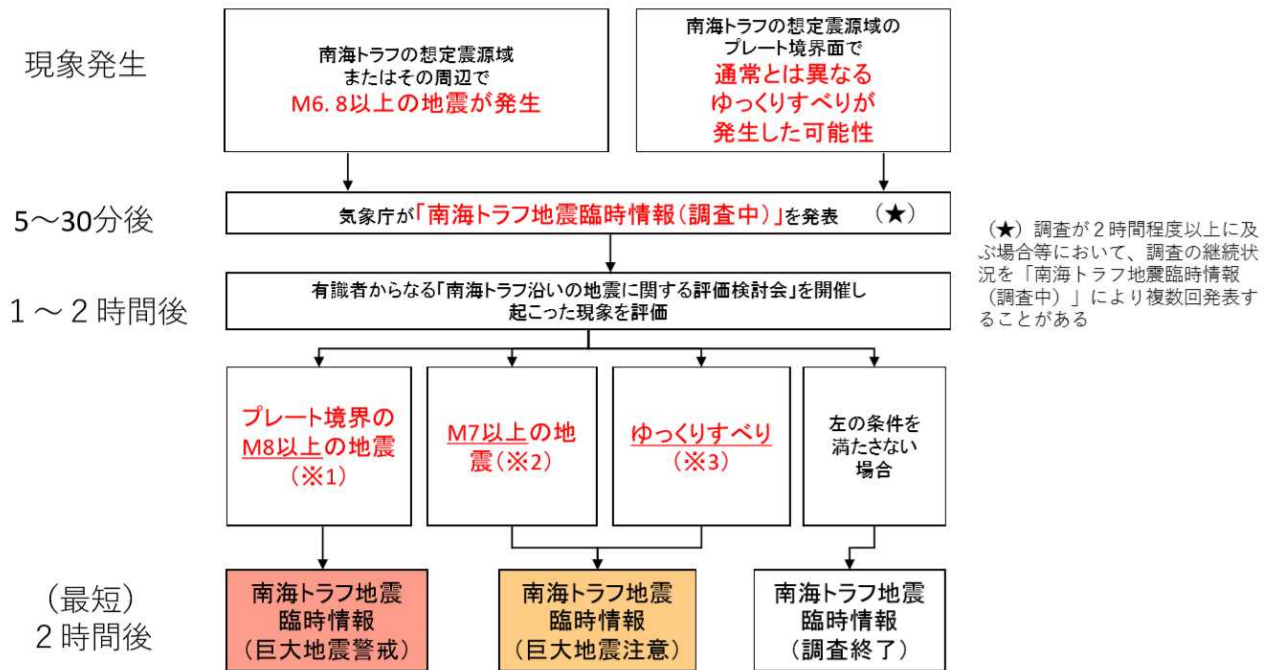 現象発生
南海トラフの想定震源域
またはその周辺で
M6.8以上の地震が発生
南海トラフの想定震源域の
プレート境界面で
通常とは異なる
ゆっくりすべりが
発生した可能性
5～30分後
気象庁が「南海トラフ地震臨時情報(調査中)」を発表 (★)
(★)調査が2時間程度以上に及
ぶ場合等において、調査の継続状
況を「南海トラフ地震臨時情報
(調査中)」により複数回発表す
ることがある
1～2時間後
有識者からなる「南海トラフ沿いの地震に関する評価検討会」を開催し
起こった現象を評価
プレート境界の
M8以上の地震
(※1)
M7以上の地
震(※2)
ゆっくりすべり
(※3)
左の条件を
満たさない
場合
(最短)
2時間後
南海トラフ地震
臨時情報
(巨大地震警戒)
南海トラフ地震
臨時情報
(巨大地震注意)
南海トラフ地震
臨時情報
(調査終了)